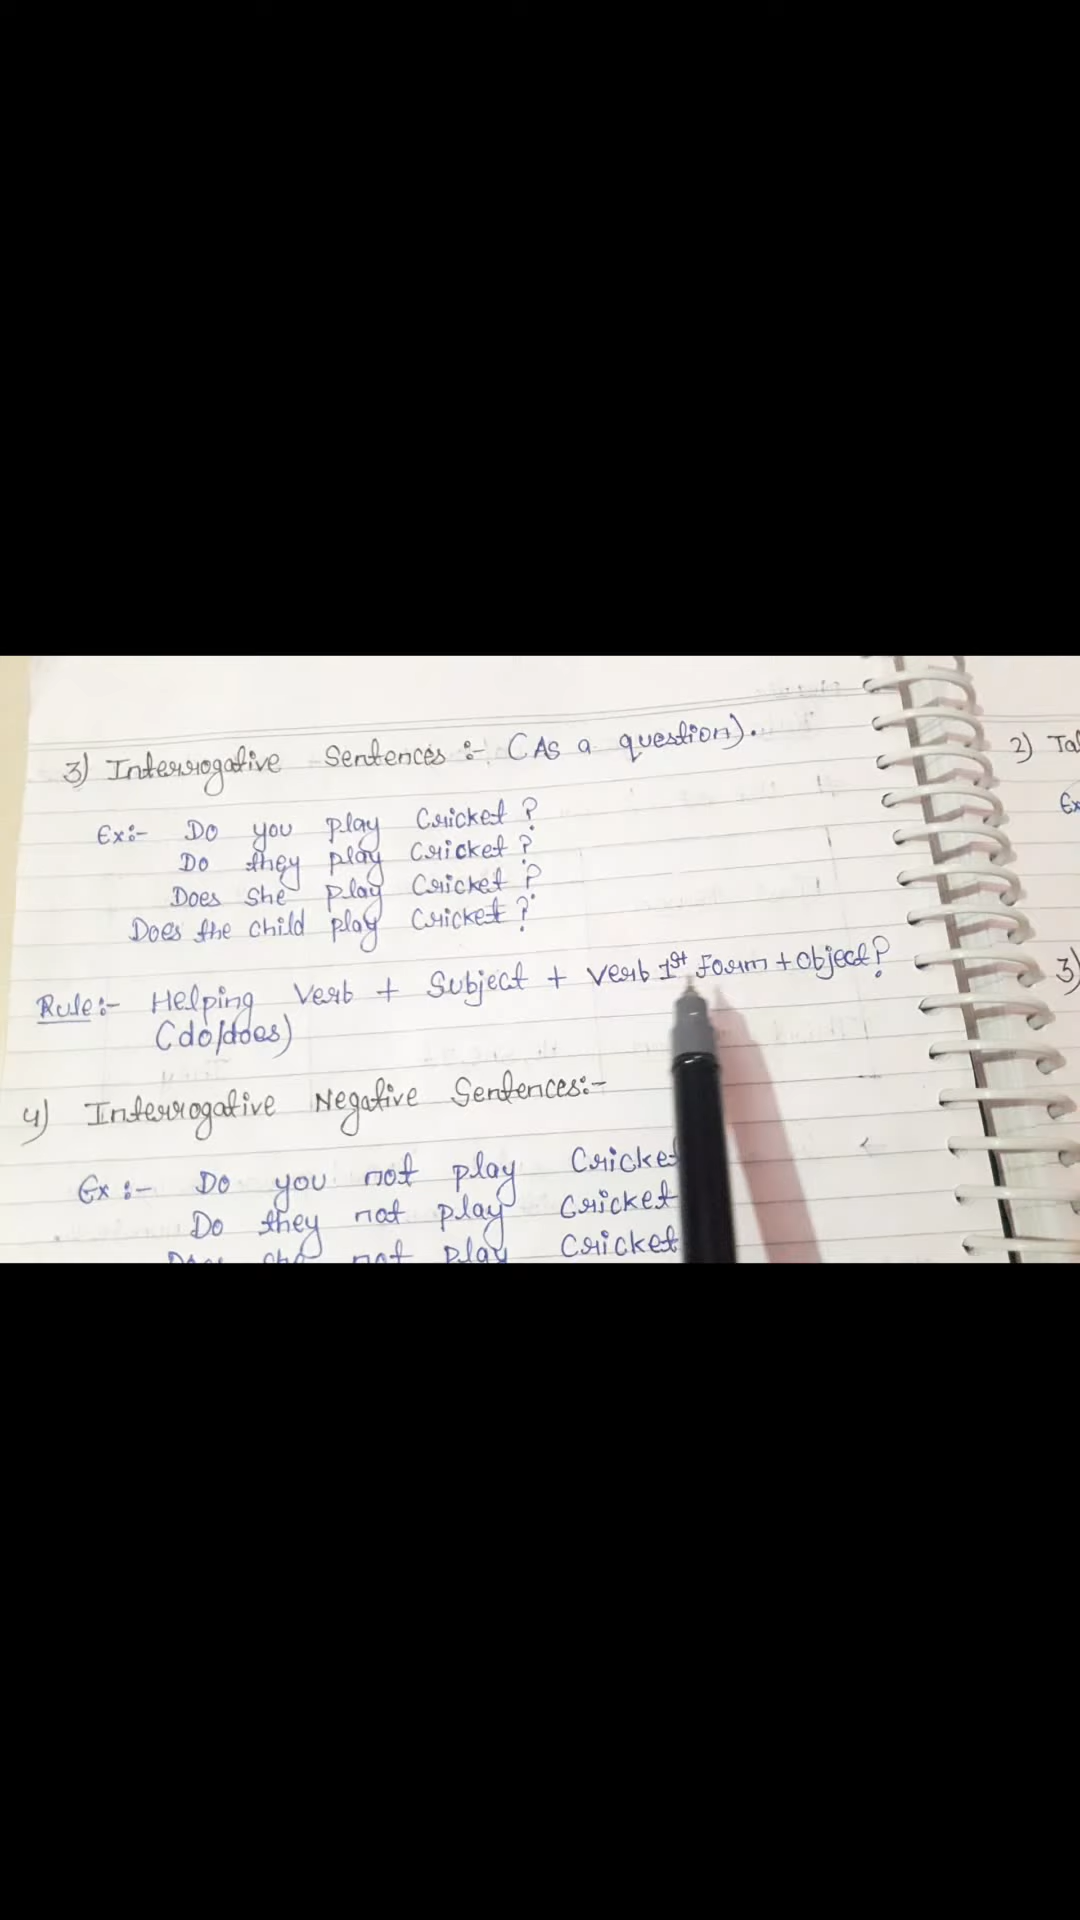 3) Interrogative Sentences :- (As a question).
Ex:- Do you play Cricket ?
Do they play Cricket ?
Does She play Cricket ?
Does the child play Cricket ?
Rule:- Helping Verb + Subject + Verb 1st Form + Object?
(do/does)
4) Interrogative Negative Sentences:-
Ex :- Do you not play
Do they not play Cricket
not play Cricket
2)
3)